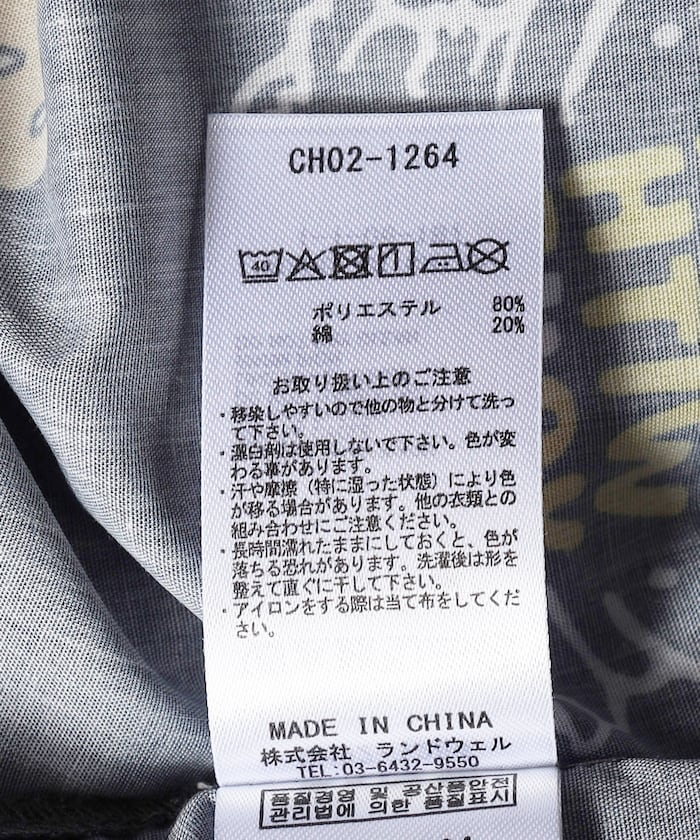 CH02-1264
40
ポリエステル 80%
綿 20%
お取り扱い上のご注意
・移染しやすいので他の物と分けて洗っ
て下さい。
・漂白剤は使用しないで下さい。色が変
わる事があります。
・汗や摩擦（特に湿った状態）により色
が移る場合があります。他の衣類との
組み合わせにご注意ください。
・長時間濡れたままにしておくと、色が
落ちる恐れがあります。洗濯後は形を
整えて直ぐに干して下さい。
・アイロンをする際は当て布をしてくだ
さい。
MADE IN CHINA
株式会社 ランドウェル
TEL:03-6432-9550
품질경영 및 공산품안전
관리법에 의한 품질표시
HTIN